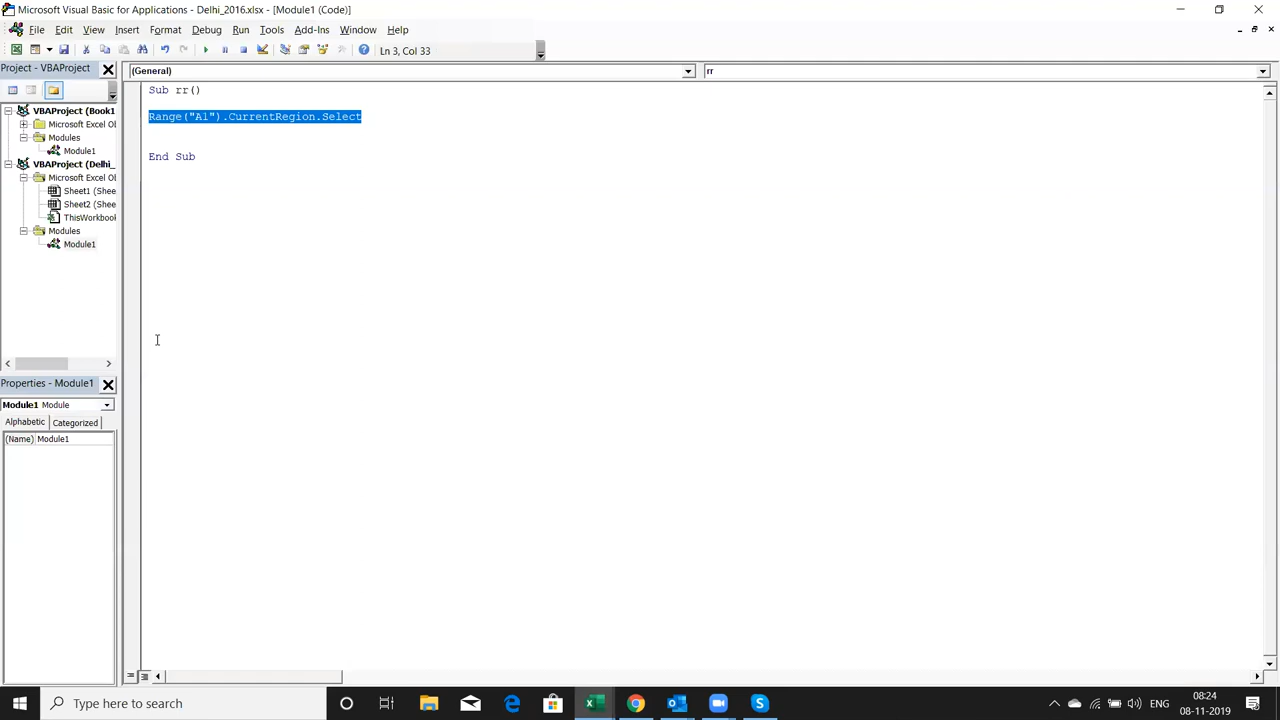 Microsoft Visual Basic for Applications - Delhi_2016.xlsx - [Module1 (Code)]
File Edit View Insert Format Debug Run Tools Add-Ins Window Help
Ln 3, Col 33
Project - VBAProject
(General) rr
Sub rr()
Range("A1").CurrentRegion.Select
End Sub
VBAProject (Book1
Microsoft Excel Ob
Modules
Module1
VBAProject (Delhi_
Microsoft Excel Ob
Sheet1 (Shee
Sheet2 (Shee
ThisWorkbook
Modules
Module1
Properties - Module1
Module1 Module
Alphabetic Categorized
(Name) Module1
Type here to search
ENG
08:24
08-11-2019